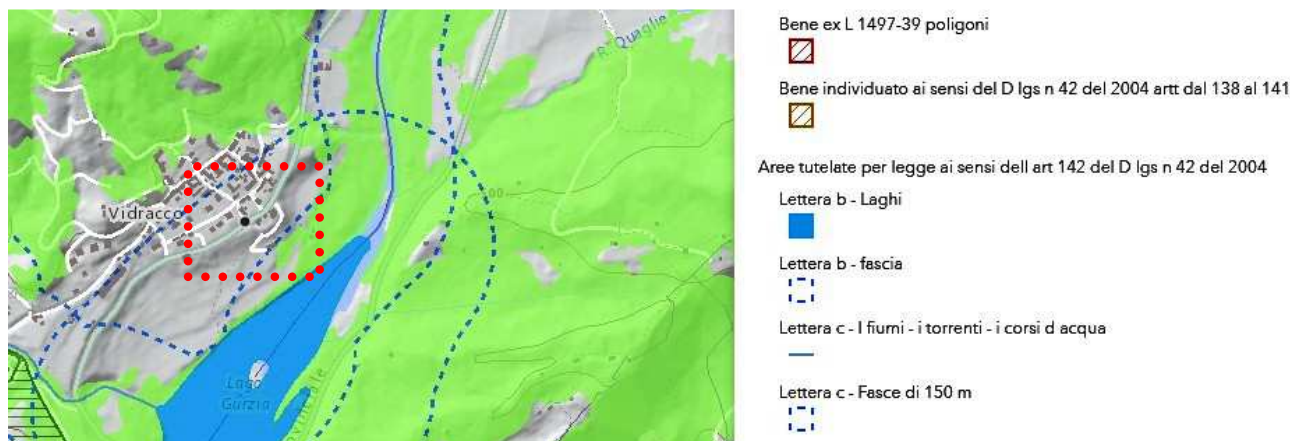 R. Quaglie
Vidracco
Lago
Gurzia
Bene ex L 1497-39 poligoni
Bene individuato ai sensi del D lgs n 42 del 2004 artt dal 138 al 141
Aree tutelate per legge ai sensi dell art 142 del D lgs n 42 del 2004
Lettera b - Laghi
Lettera b - fascia
Lettera c - I fiumi - i torrenti - i corsi d acqua
Lettera c - Fasce di 150 m